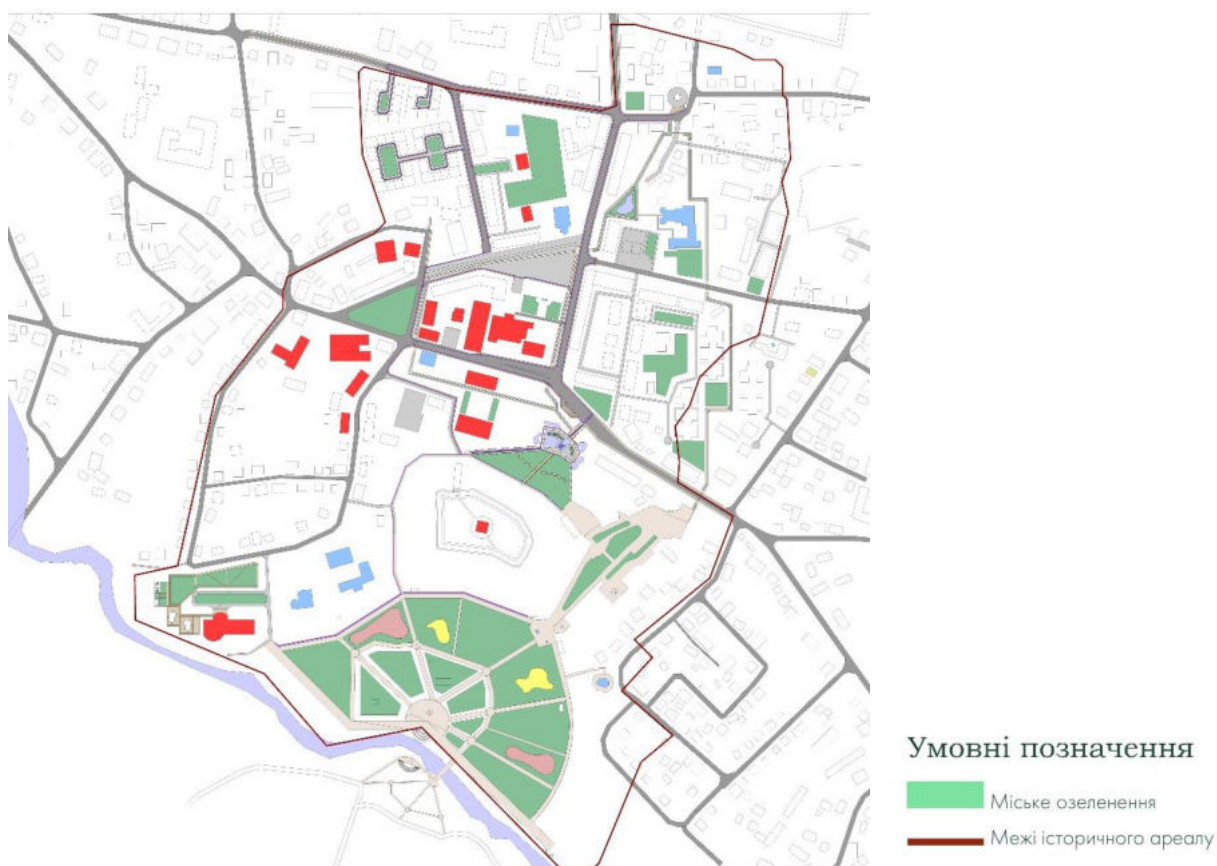 Умовні позначення
Міське озеленення
Межі історичного ареалу